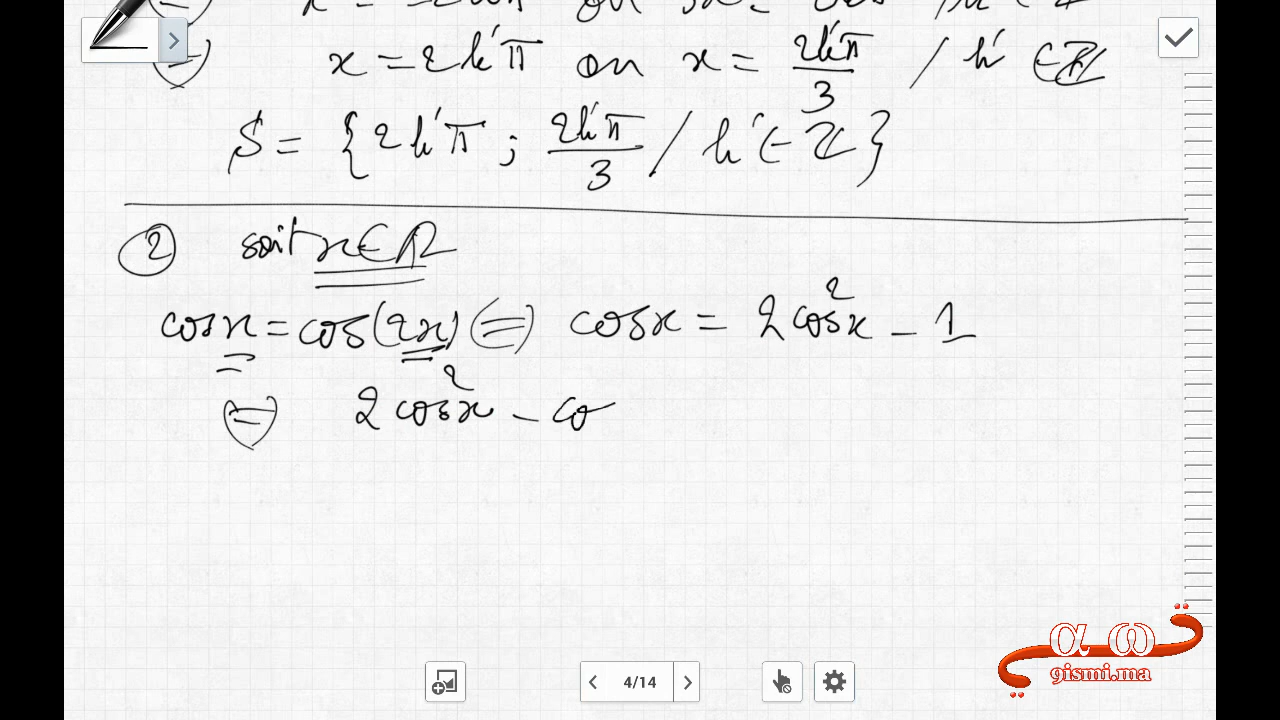 x = 2k'π ou x = 2k'π/3 / k' ∈ ℤ
S = {2k'π ; 2k'π/3 / k' ∈ ℤ}
② soit x ∈ ℝ
cos x = cos(2x) (=) cos x = 2cos²x - 1
(=) 2cos²x - co
4/14
α ω
gismi.ma